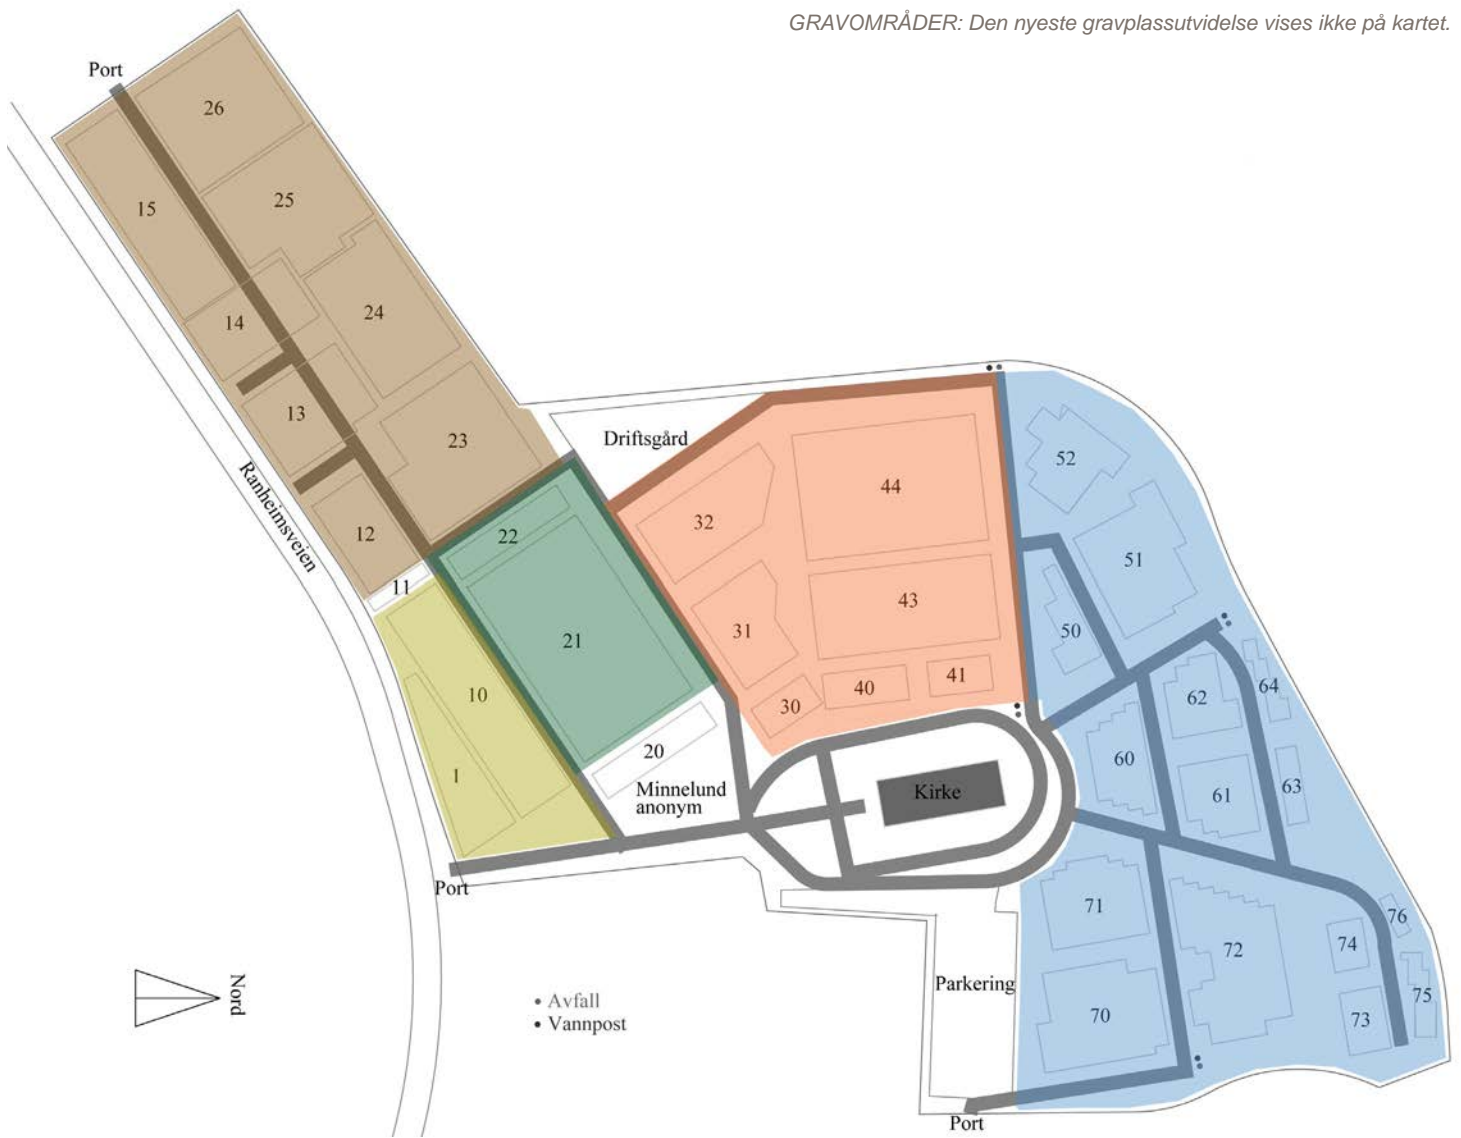 GRAVOMRÅDER: Den nyeste gravplassutvidelse vises ikke på kartet.
Port
26
15
25
14
24
13
23
12
Ranheimsveien
11
22
21
10
1
20
Minnelund
anonym
Driftsgård
32
44
31
43
30
40
41
52
51
50
62
64
60
61
63
Kirke
Port
71
72
74
76
70
73
75
Parkering
Port
Nord
• Avfall
• Vannpost